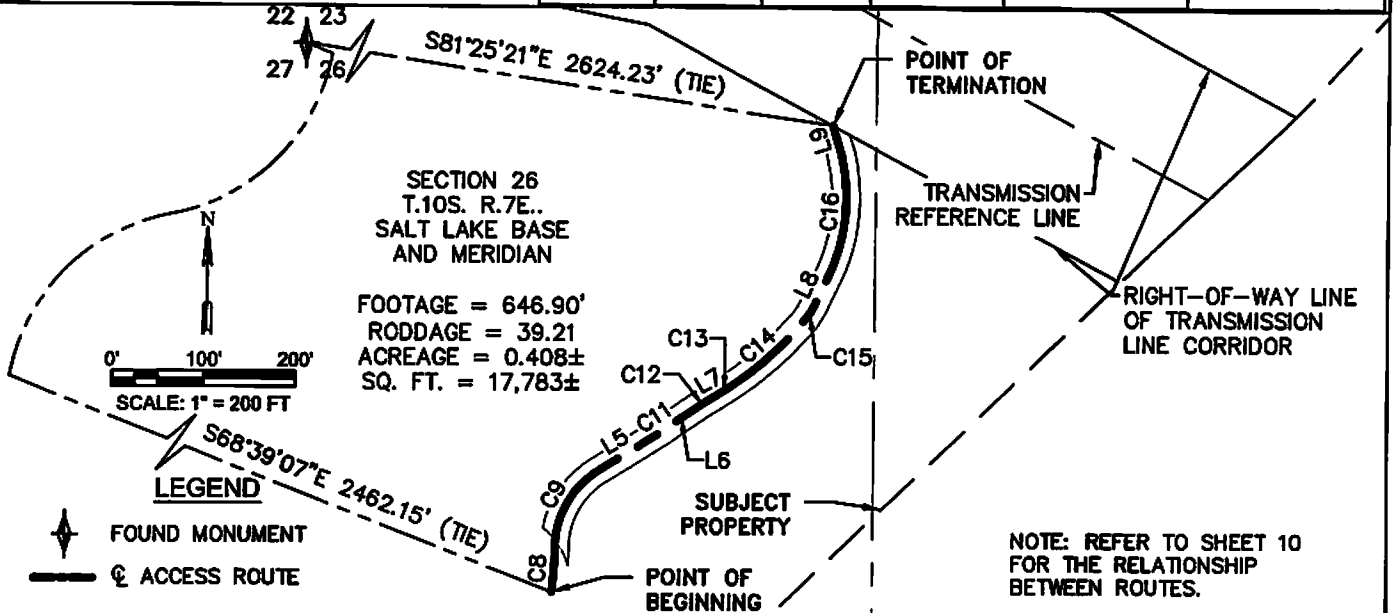 22 23
27 26
S81°25'21"E 2624.23' (TIE)
POINT OF
TERMINATION
L9
SECTION 26
T.10S. R.7E..
SALT LAKE BASE
AND MERIDIAN
TRANSMISSION
REFERENCE LINE
C16
N
FOOTAGE = 646.90'
RODDAGE = 39.21
ACREAGE = 0.408±
SQ. FT. = 17,783±
L8
RIGHT-OF-WAY LINE
OF TRANSMISSION
LINE CORRIDOR
0' 100' 200'
SCALE: 1" = 200 FT
C13
C14
C15
C12
L7
C11
L5
L6
S68°39'07"E 2462.15' (TIE)
C9
LEGEND
FOUND MONUMENT
℄ ACCESS ROUTE
SUBJECT
PROPERTY
C8
POINT OF
BEGINNING
NOTE: REFER TO SHEET 10
FOR THE RELATIONSHIP
BETWEEN ROUTES.